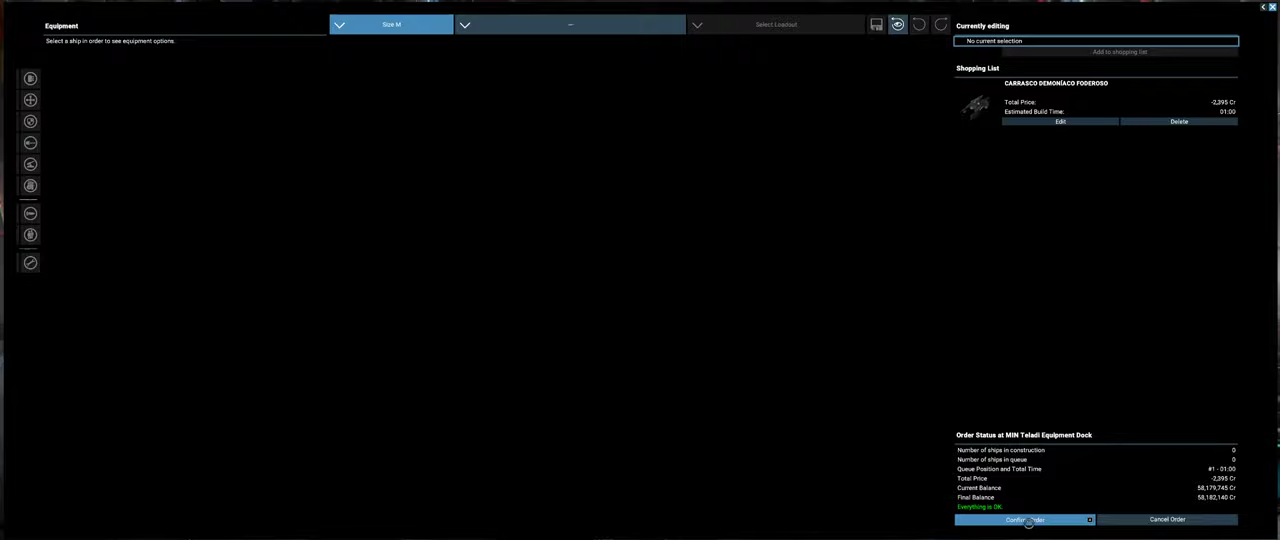 Equipment
Select a ship in order to see equipment options.
Size M
—
Select Loadout
Currently editing
No current selection
Add to shopping list
Shopping List
CARRASCO DEMONÍACO FODEROSO
Total Price: -2,395 Cr
Estimated Build Time: 01:00
Edit
Delete
Order Status at MIN Teladi Equipment Dock
Number of ships in construction 0
Number of ships in queue 0
Queue Position and Total Time #1 - 01:00
Total Price -2,395 Cr
Current Balance 58,179,745 Cr
Final Balance 58,182,140 Cr
Everything is OK.
Confirm Order
Cancel Order